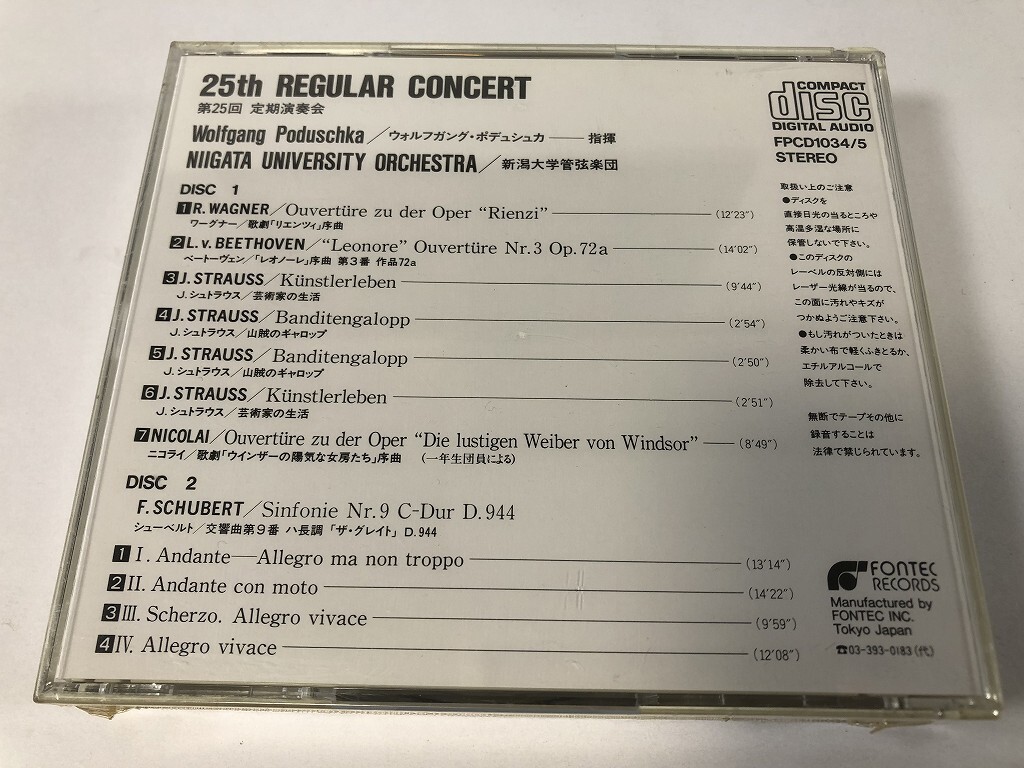 25th REGULAR CONCERT
第25回 定期演奏会
Wolfgang Poduschka/ウォルフガング・ポデュシュカ——指揮
NIIGATA UNIVERSITY ORCHESTRA/新潟大学管弦楽団
DISC 1
1 R. WAGNER/Ouvertüre zu der Oper “Rienzi”——(12'23")
ワーグナー/歌劇「リエンツィ」序曲
2 L. v. BEETHOVEN/“Leonore” Ouvertüre Nr. 3 Op. 72a——(14'02")
ベートーヴェン/「レオノーレ」序曲 第3番 作品72a
3 J. STRAUSS/Künstlerleben——(9'44")
J. シュトラウス/芸術家の生活
4 J. STRAUSS/Banditengalopp——(2'54")
J. シュトラウス/山賊のギャロップ
5 J. STRAUSS/Banditengalopp——(2'50")
J. シュトラウス/山賊のギャロップ
6 J. STRAUSS/Künstlerleben——(2'51")
J. シュトラウス/芸術家の生活
7 NICOLAI/Ouvertüre zu der Oper “Die lustigen Weiber von Windsor”——(8'49")
ニコライ/歌劇「ウインザーの陽気な女房たち」序曲 (一年生団員による)
DISC 2
F. SCHUBERT/Sinfonie Nr. 9 C-Dur D. 944
シューベルト/交響曲第9番 ハ長調「ザ・グレイト」 D. 944
1 I. Andante—Allegro ma non troppo——(13'14")
2 II. Andante con moto——(14'22")
3 III. Scherzo. Allegro vivace——(9'59")
4 IV. Allegro vivace——(12'08")
COMPACT
disc
DIGITAL AUDIO
FPCD1034/5
STEREO
取扱い上のご注意
●ディスクを
直接日光の当るところや
高温多湿な場所に
保管しないで下さい。
●このディスクの
レーベルの反対側には
レーザー光線が当るので、
この面に汚れやキズが
つかぬようご注意下さい。
●もし汚れがついたときは
柔かい布で軽くふきとるか、
エチルアルコールで
除去して下さい。
無断でテープその他に
録音することは
法律で禁じられています。
FONTEC
RECORDS
Manufactured by
FONTEC INC.
Tokyo Japan
☎03-393-0183(代)